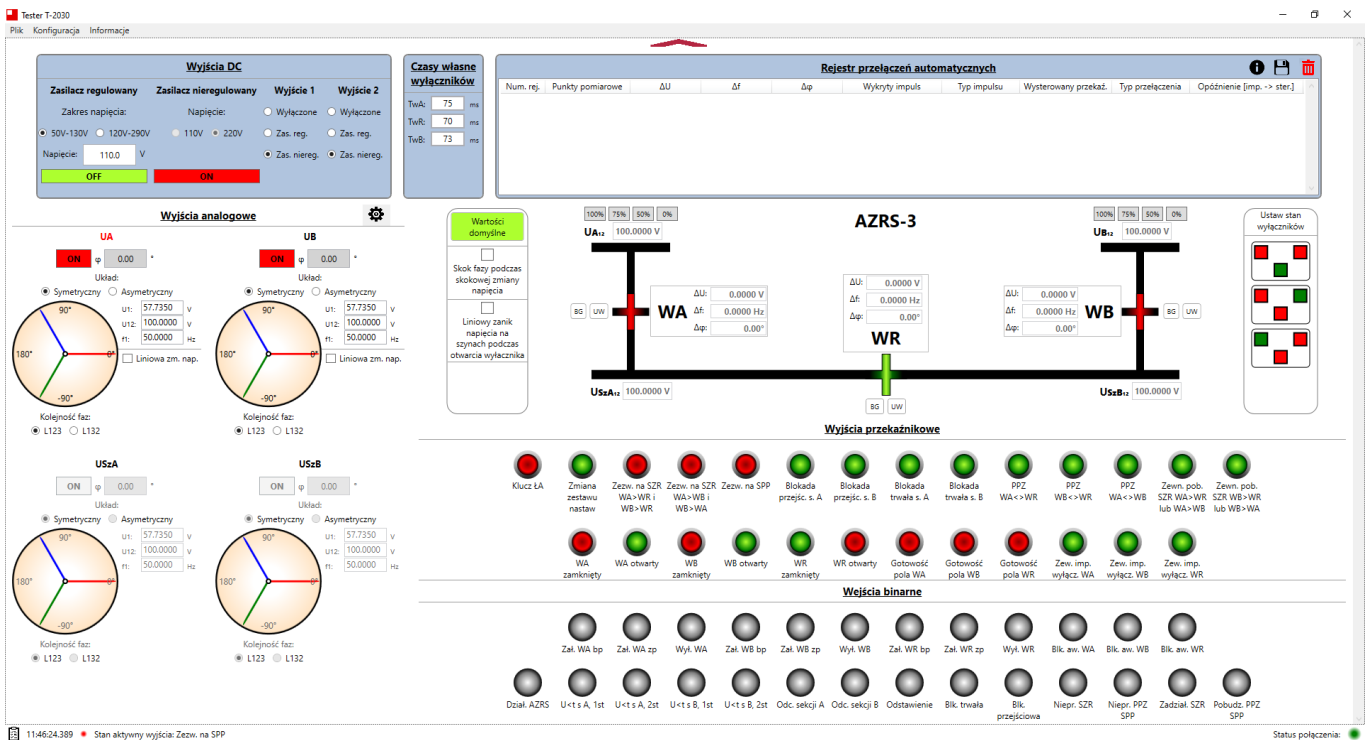 Tester T-2030
Plik Konfiguracja Informacje
Wyjścia DC
Zasilacz regulowany Zasilacz nieregulowany Wyjście 1 Wyjście 2
Zakres napięcia: Napięcie: Wyłączone Wyłączone
50V-130V 120V-290V 110V 220V Zas. reg. Zas. reg.
Napięcie: 110.0 V Zas. niereg. Zas. niereg.
OFF ON
Czasy własne
wyłączników
TwA: 75 ms
TwR: 70 ms
TwB: 73 ms
Rejestr przełączeń automatycznych
Num. rej. Punkty pomiarowe ΔU Δf Δφ Wykryty impuls Typ impulsu Wysterowany przekaź. Typ przełączenia Opóźnienie [imp. -> ster.]
Wyjścia analogowe
UA
ON φ 0.00 °
Układ:
Symetryczny Asymetryczny
90°
180°
0°
-90°
U1: 57.7350 V
U12: 100.0000 V
f1: 50.0000 Hz
Liniowa zm. nap.
Kolejność faz:
L123 L132
UB
ON φ 0.00 °
Układ:
Symetryczny Asymetryczny
90°
180°
0°
-90°
U1: 57.7350 V
U12: 100.0000 V
f1: 50.0000 Hz
Liniowa zm. nap.
Kolejność faz:
L123 L132
USzA
ON φ 0.00 °
Układ:
Symetryczny Asymetryczny
90°
180°
0°
-90°
U1: 57.7350 V
U12: 100.0000 V
f1: 50.0000 Hz
Kolejność faz:
L123 L132
USzB
ON φ 0.00 °
Układ:
Symetryczny Asymetryczny
90°
180°
0°
-90°
U1: 57.7350 V
U12: 100.0000 V
f1: 50.0000 Hz
Kolejność faz:
L123 L132
Wartości
domyślne
Skok fazy podczas
skokowej zmiany
napięcia
Liniowy zanik
napięcia na
szynach podczas
otwarcia wyłacznika
AZRS-3
100% 75% 50% 0%
UA12 100.0000 V
BG UW
WA
ΔU: 0.0000 V
Δf: 0.0000 Hz
Δφ: 0.00°
USzA12 100.0000 V
ΔU: 0.0000 V
Δf: 0.0000 Hz
Δφ: 0.00°
WR
BG UW
100% 75% 50% 0%
UB12 100.0000 V
ΔU: 0.0000 V
Δf: 0.0000 Hz
Δφ: 0.00°
WB
BG UW
USzB12 100.0000 V
Ustaw stan
wyłączników
Wyjścia przekaźnikowe
Klucz ŁA
Zmiana
zestawu
nastaw
Zezw. na SZR
WA>WR i
WB>WR
Zezw. na SZR
WA>WB i
WB>WA
Zezw. na SPP
Blokada
przejśc. s. A
Blokada
przejśc. s. B
Blokada
trwała s. A
Blokada
trwała s. B
PPZ
WA<>WR
PPZ
WB<>WR
PPZ
WA<>WB
Zewn. pob.
SZR WA>WR
lub WA>WB
Zewn. pob.
SZR WB>WR
lub WB>WA
WA
zamknięty
WA otwarty
WB
zamknięty
WB otwarty
WR
zamknięty
WR otwarty
Gotowość
pola WA
Gotowość
pola WB
Gotowość
pola WR
Zew. imp.
wyłącz. WA
Zew. imp.
wyłącz. WB
Zew. imp.
wyłącz. WR
Wejścia binarne
Zał. WA bp
Zał. WA zp
Wył. WA
Zał. WB bp
Zał. WB zp
Wył. WB
Zał. WR bp
Zał. WR zp
Wył. WR
Blk. aw. WA
Blk. aw. WB
Blk. aw. WR
Dział. AZRS
U<t s A, 1st
U<t s A, 2st
U<t s B, 1st
U<t s B, 2st
Odc. sekcji A
Odc. sekcji B
Odstawienie
Blk. trwała
Blk.
przejściowa
Niepr. SZR
Niepr. PPZ
SPP
Zadział. SZR
Pobudz. PPZ
SPP
11:46:24.389 Stan aktywny wyjścia: Zezw. na SPP
Status połączenia: